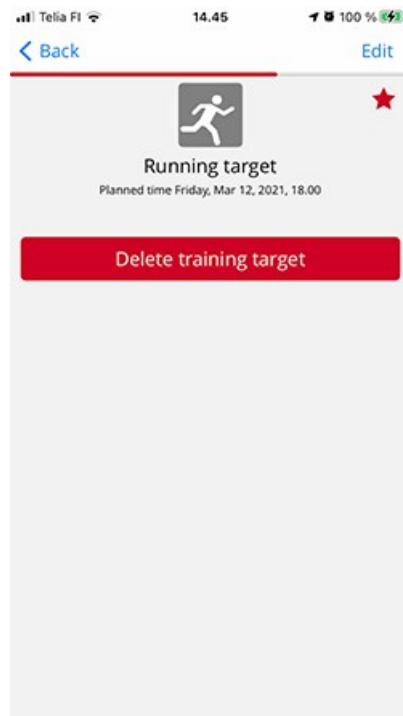 Telia FI 14.45 100 %
Back Edit
Running target
Planned time Friday, Mar 12, 2021, 18.00
Delete training target